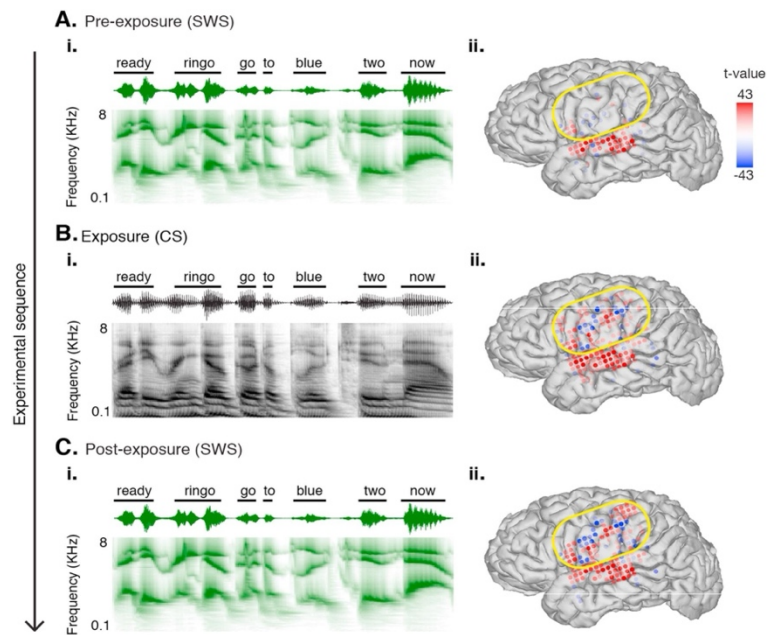 A. Pre-exposure (SWS)
i.
ii.
ready ringo go to blue two now
t-value
43
-43
Frequency (KHz)
8
0.1
B. Exposure (CS)
i.
ii.
ready ringo go to blue two now
Frequency (KHz)
8
0.1
Experimental sequence
C. Post-exposure (SWS)
i.
ii.
ready ringo go to blue two now
Frequency (KHz)
8
0.1